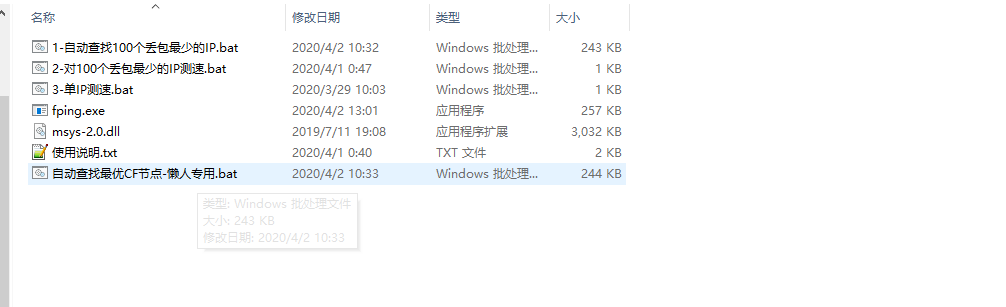 名称 修改日期 类型 大小
1-自动查找100个丢包最少的IP.bat 2020/4/2 10:32 Windows 批处理... 243 KB
2-对100个丢包最少的IP测速.bat 2020/4/1 0:47 Windows 批处理... 1 KB
3-单IP测速.bat 2020/3/29 10:03 Windows 批处理... 1 KB
fping.exe 2020/4/2 13:01 应用程序 257 KB
msys-2.0.dll 2019/7/11 19:08 应用程序扩展 3,032 KB
使用说明.txt 2020/4/1 0:40 TXT 文件 2 KB
自动查找最优CF节点-懒人专用.bat 2020/4/2 10:33 Windows 批处理... 244 KB
类型: Windows 批处理文件
大小: 243 KB
修改日期: 2020/4/2 10:33